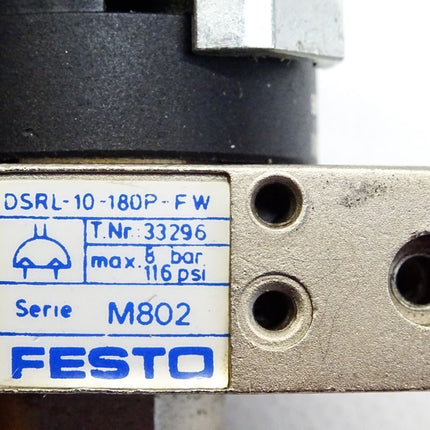 DSRL-10-180P-FW
T.Nr: 33296
max. 8 bar
116 psi
Serie M802
FESTO